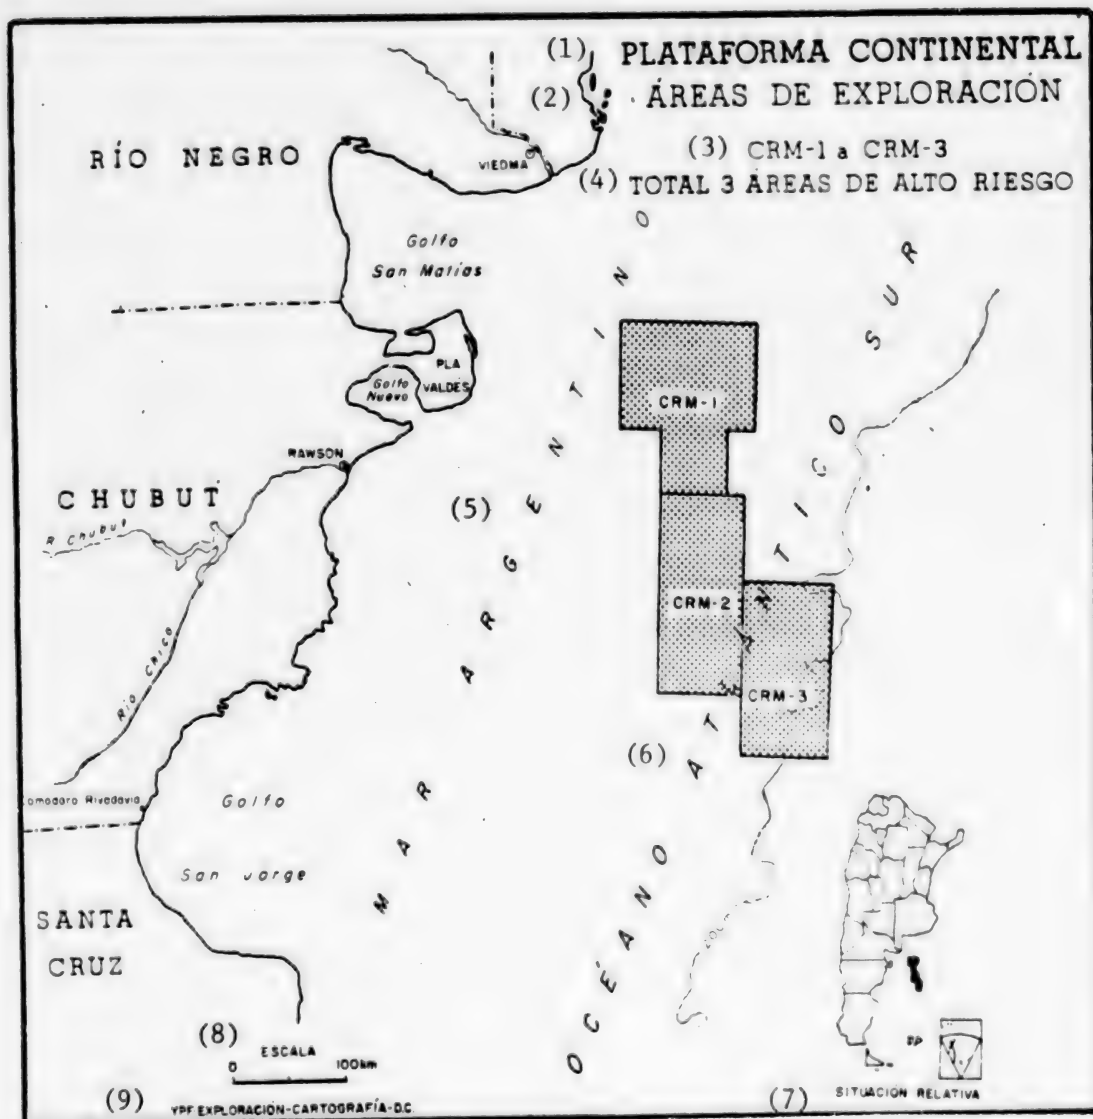 (1) PLATAFORMA CONTINENTAL
(2) ÁREAS DE EXPLORACIÓN
(3) CRM-1 a CRM-3
(4) TOTAL 3 ÁREAS DE ALTO RIESGO
RÍO NEGRO
VIEDMA
Golfo
San Matías
PLA
VALDÉS
Golfo
Nuevo
RAWSON
CHUBUT
R. Chubut
Río Chico
(5)
MAR ARGENTINO
CRM-1
CRM-2
CRM-3
(6)
OCÉANO ATLÁNTICO SUR
omodoro Rivadavia
Golfo
San Jorge
SANTA
CRUZ
(8)
ESCALA
0 100km
(9) YPF EXPLORACIÓN-CARTOGRAFÍA-D.C.
(7) SITUACIÓN RELATIVA